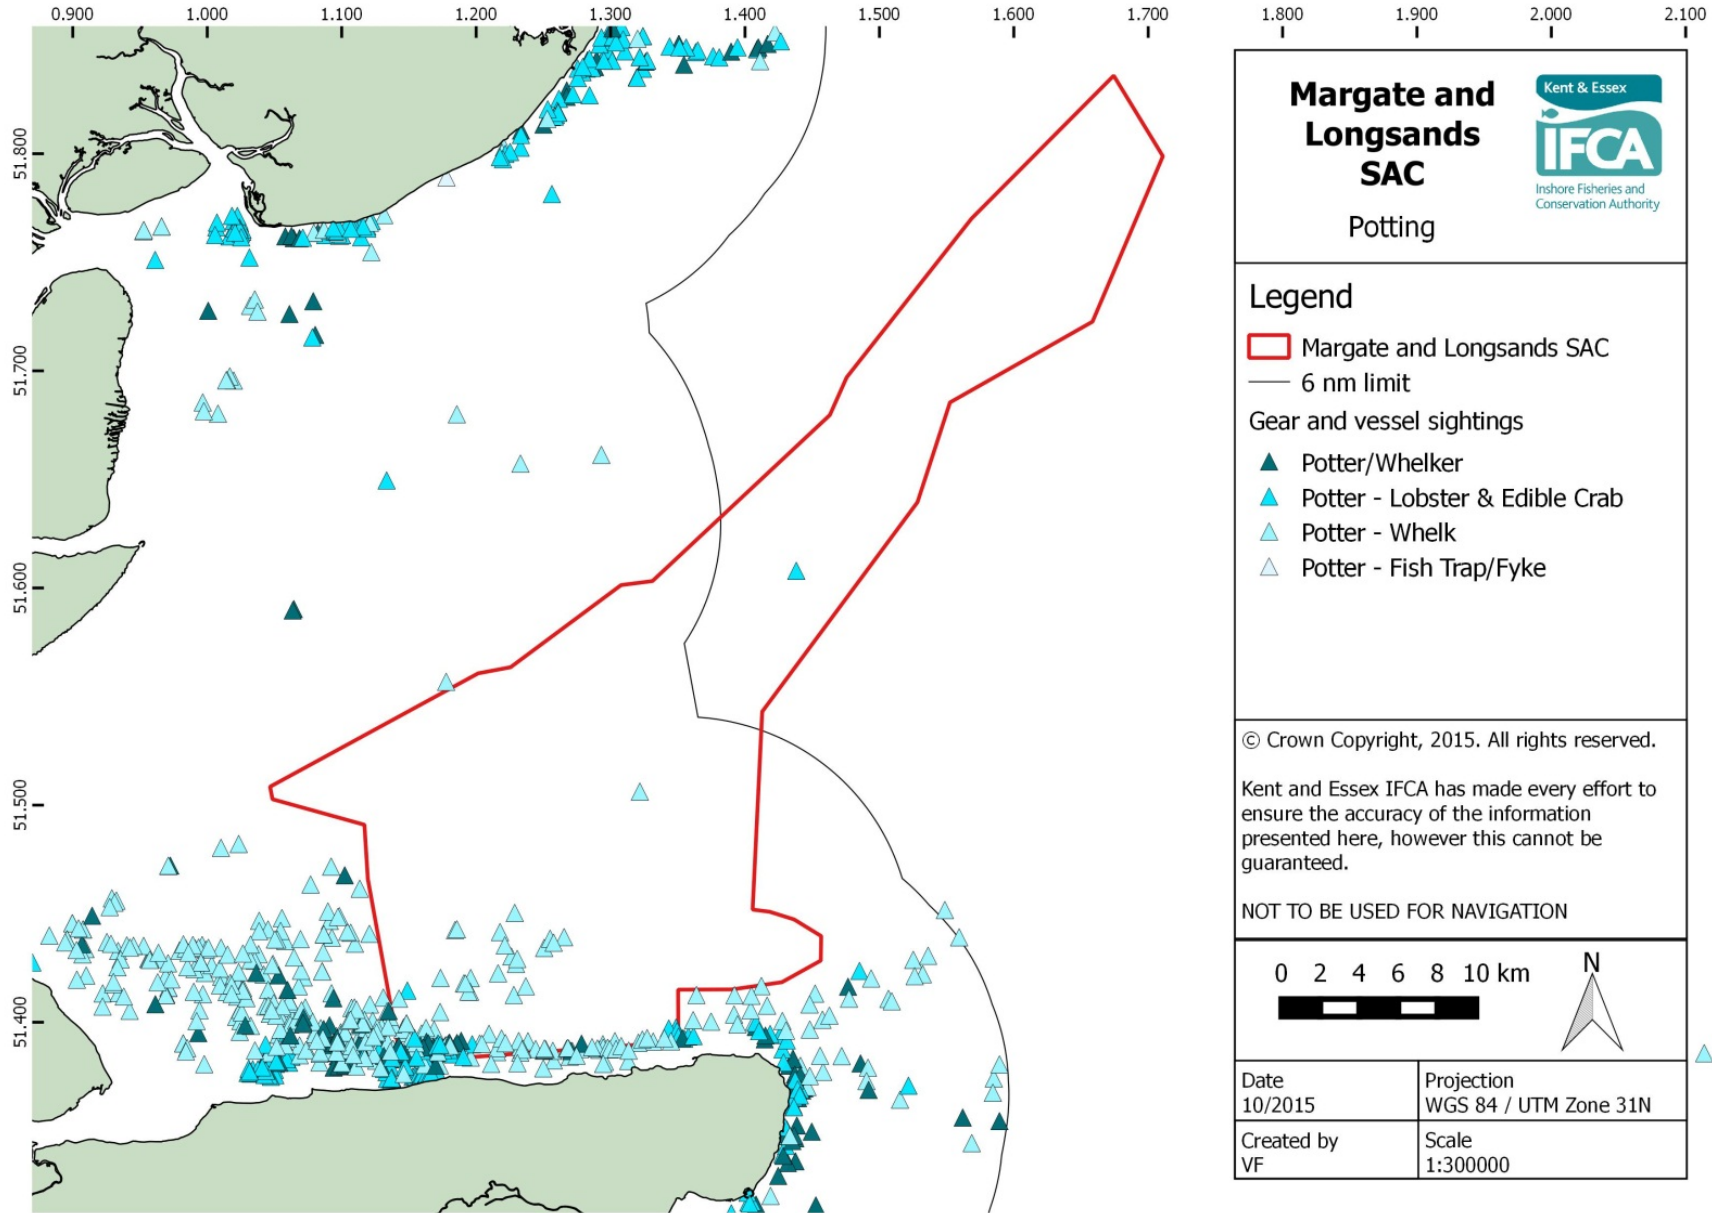 0.900 1.000 1.100 1.200 1.300 1.400 1.500 1.600 1.700 1.800 1.900 2.000 2.100
51.800
51.700
51.600
51.500
51.400
Margate and
Longsands
SAC
Potting
Kent & Essex
IFCA
Inshore Fisheries and
Conservation Authority
Legend
Margate and Longsands SAC
6 nm limit
Gear and vessel sightings
Potter/Whelker
Potter - Lobster & Edible Crab
Potter - Whelk
Potter - Fish Trap/Fyke
© Crown Copyright, 2015. All rights reserved.
Kent and Essex IFCA has made every effort to
ensure the accuracy of the information
presented here, however this cannot be
guaranteed.
NOT TO BE USED FOR NAVIGATION
0 2 4 6 8 10 km
N
Date
10/2015
Projection
WGS 84 / UTM Zone 31N
Created by
VF
Scale
1:300000